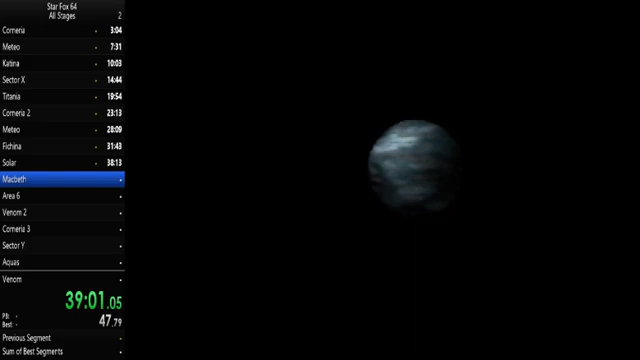 Star Fox 64
All Stages 2
Corneria - 3:04
Meteo - 7:31
Katina - 10:03
Sector X - 14:44
Titania - 19:54
Corneria 2 - 23:13
Meteo - 28:09
Fichina - 31:43
Solar - 38:13
Macbeth -
Area 6 -
Venom 2 -
Corneria 3 -
Sector Y -
Aquas -
Venom -
39:01.05
PB: -
Best - 47.79
Previous Segment -
Sum of Best Segments -